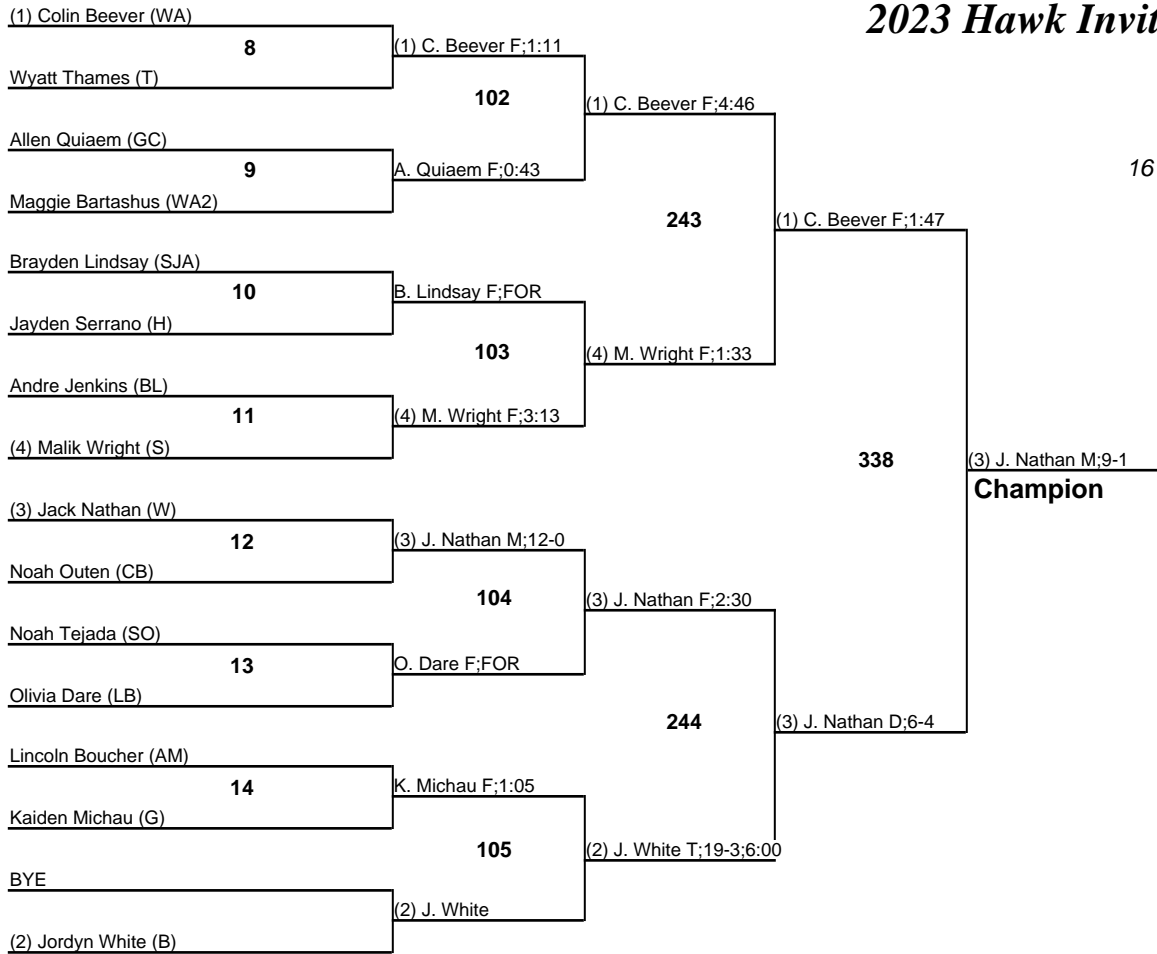 2023 Hawk Invit
16
(1) Colin Beever (WA)
8
Wyatt Thames (T)
(1) C. Beever F;1:11
102
Allen Quiaem (GC)
9
Maggie Bartashus (WA2)
A. Quiaem F;0:43
(1) C. Beever F;4:46
243
Brayden Lindsay (SJA)
10
Jayden Serrano (H)
B. Lindsay F;FOR
103
Andre Jenkins (BL)
11
(4) Malik Wright (S)
(4) M. Wright F;3:13
(4) M. Wright F;1:33
(1) C. Beever F;1:47
338
(3) Jack Nathan (W)
12
Noah Outen (CB)
(3) J. Nathan M;12-0
104
Noah Tejada (SO)
13
Olivia Dare (LB)
O. Dare F;FOR
(3) J. Nathan F;2:30
244
Lincoln Boucher (AM)
14
Kaiden Michau (G)
K. Michau F;1:05
105
BYE
(2) Jordyn White (B)
(2) J. White
(2) J. White T;19-3;6:00
(3) J. Nathan D;6-4
(3) J. Nathan M;9-1
Champion